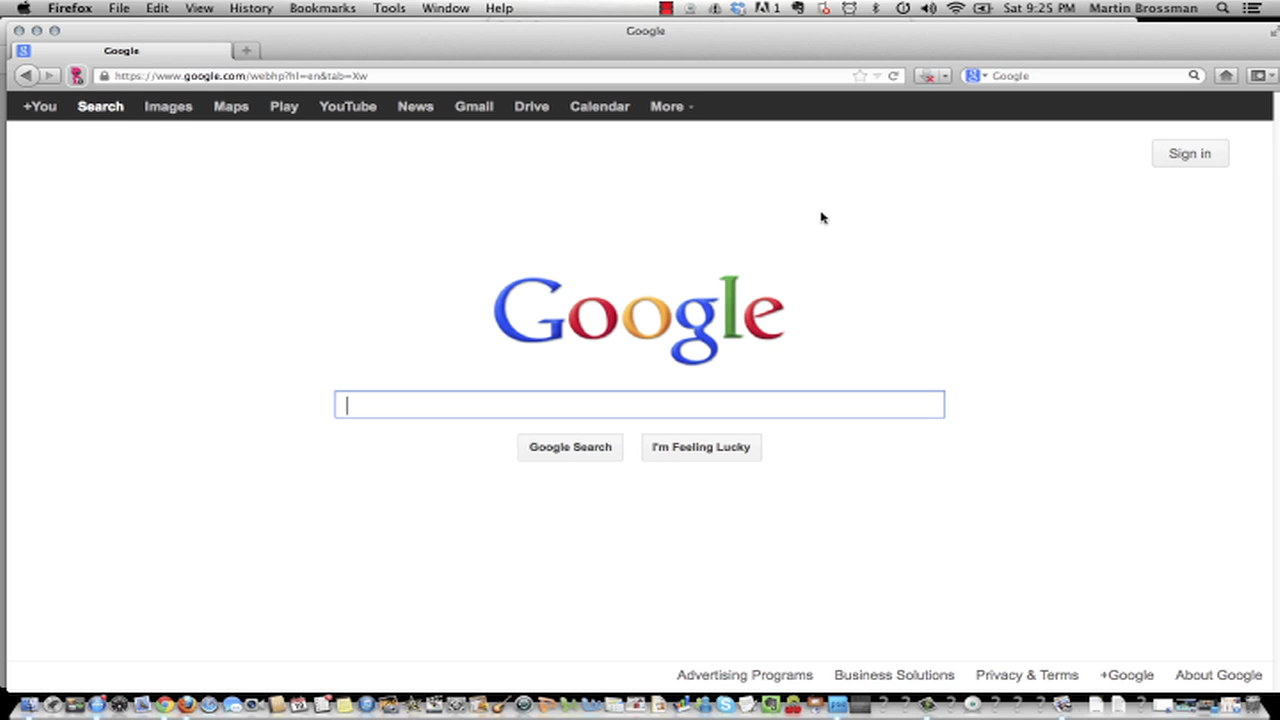 Firefox File Edit View History Bookmarks Tools Window Help 1 Sat 9:25 PM Martin Brossman
Google
Google
https://www.google.com/webhp?hl=en&tab=Xw Google
+You Search Images Maps Play YouTube News Gmail Drive Calendar More
Sign in
Google
Google Search I'm Feeling Lucky
Advertising Programs Business Solutions Privacy & Terms +Google About Google